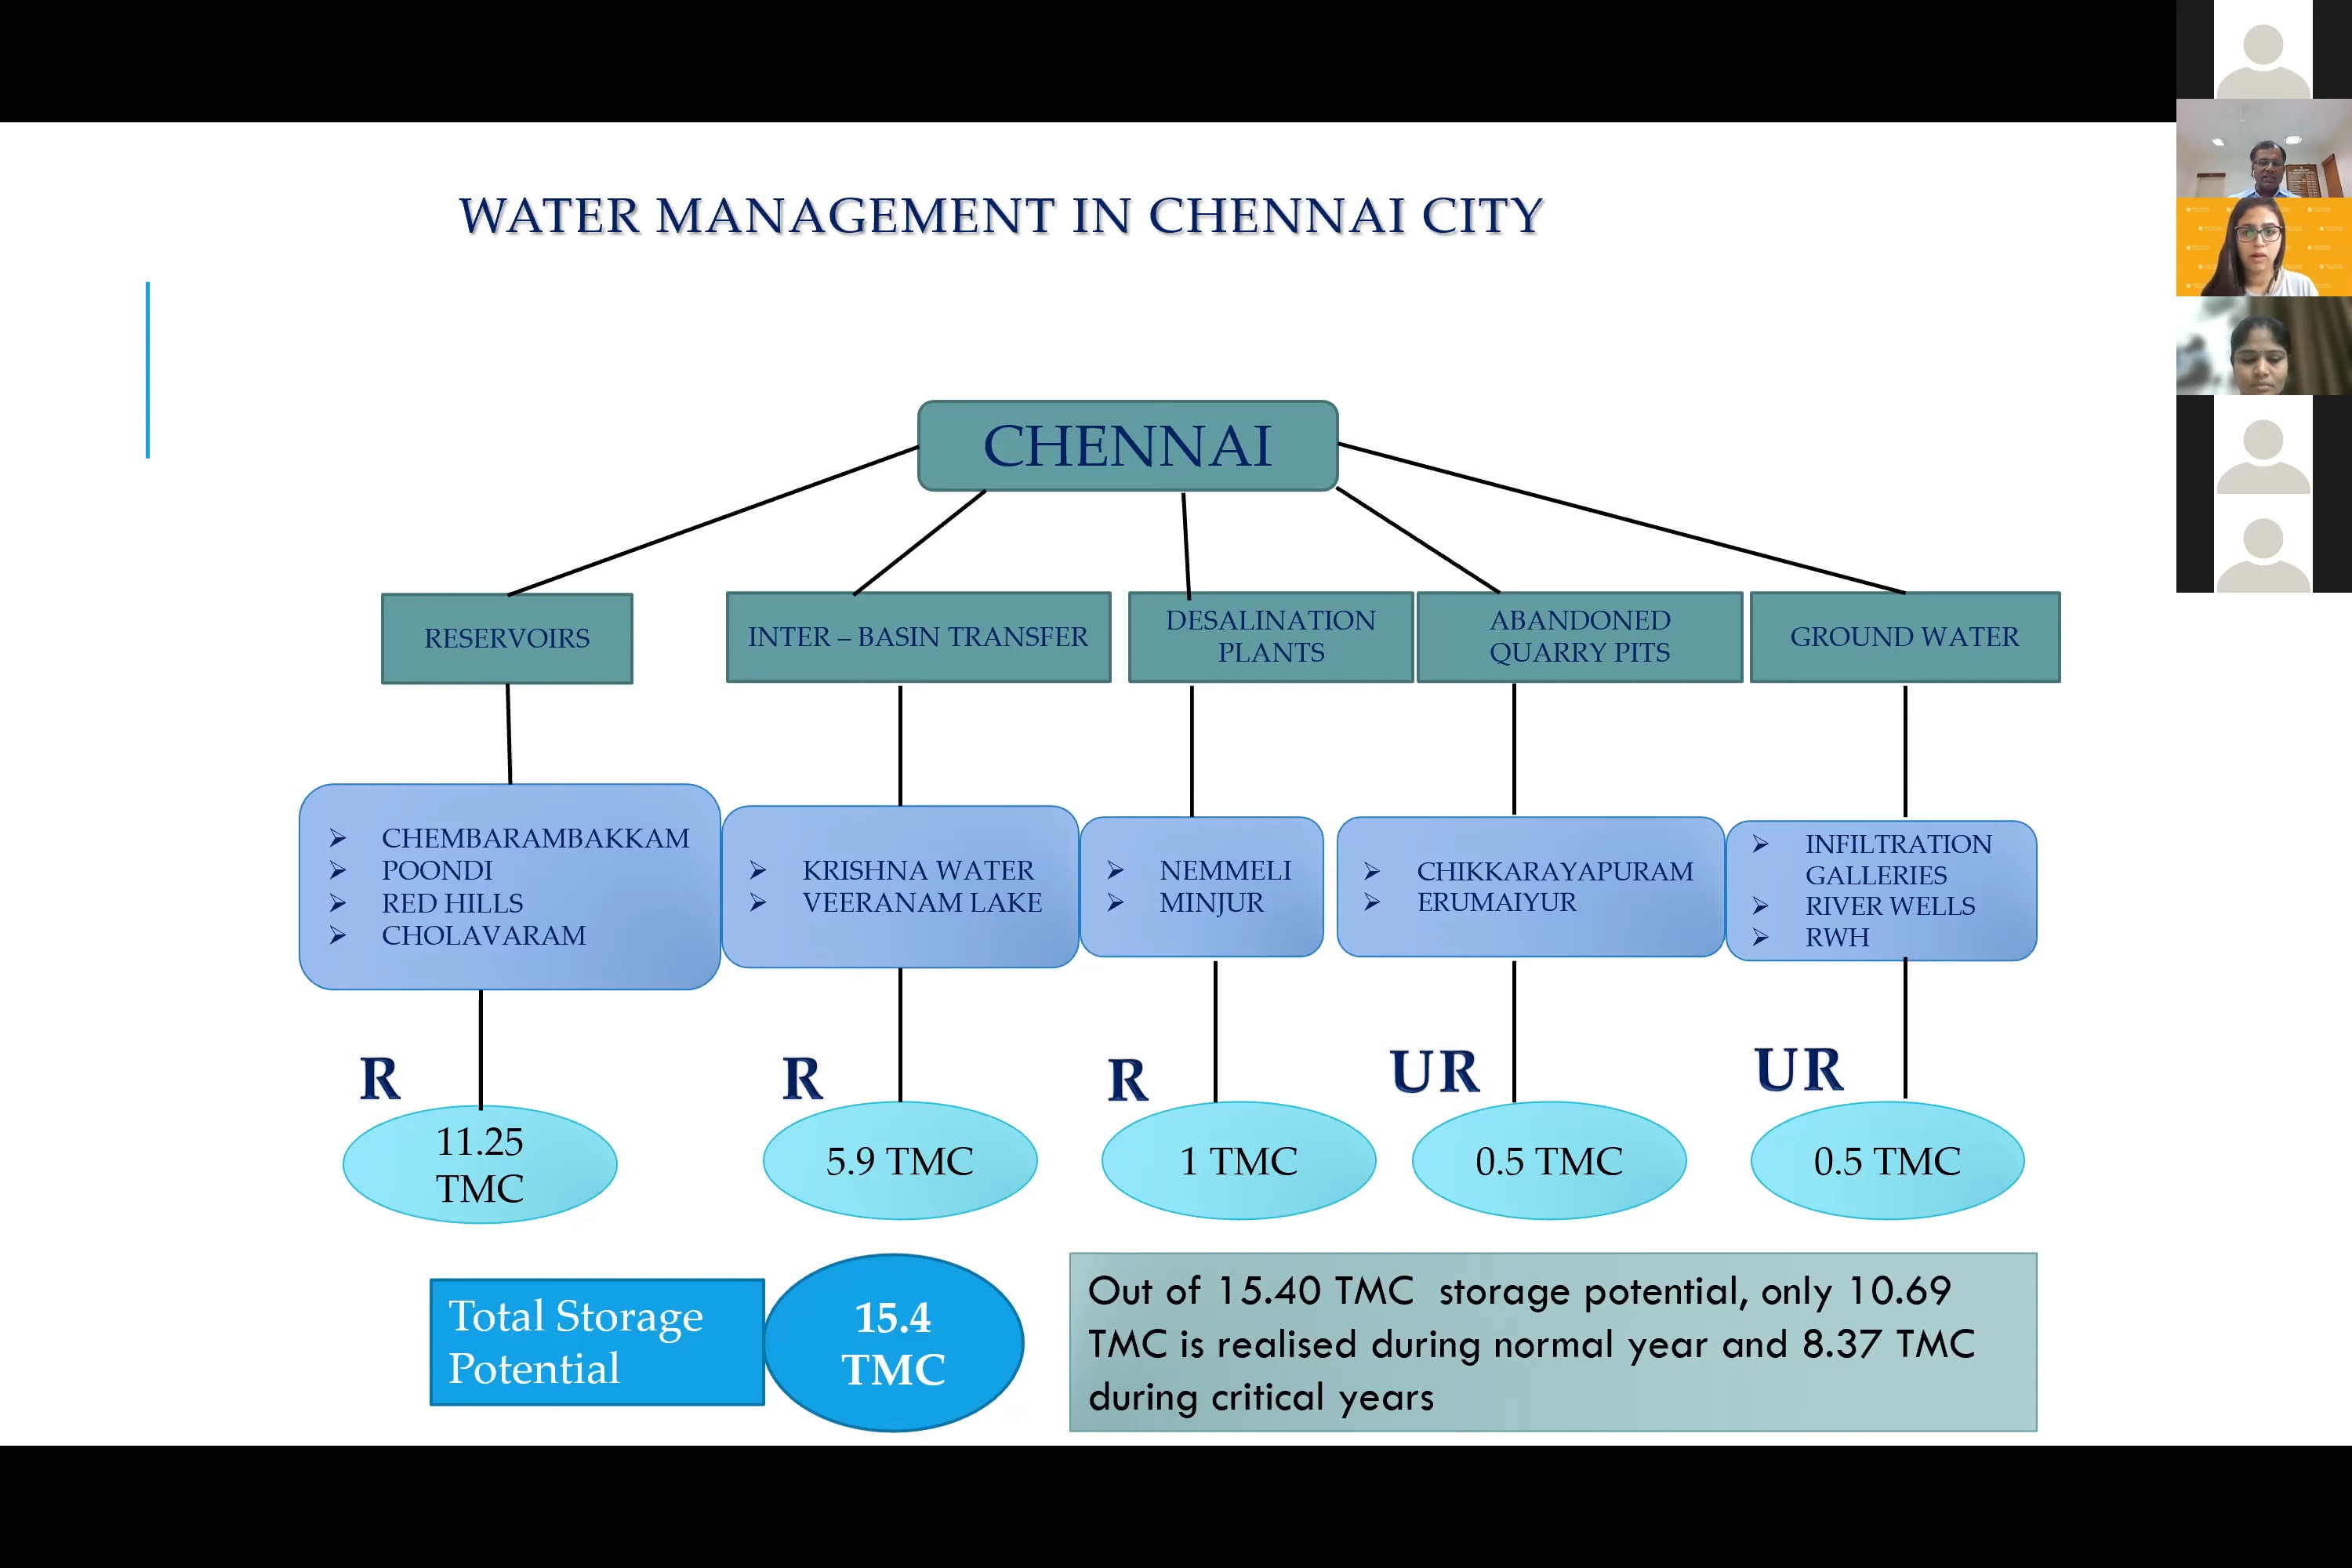 WATER MANAGEMENT IN CHENNAI CITY
CHENNAI
RESERVOIRS
INTER – BASIN TRANSFER
DESALINATION
PLANTS
ABANDONED
QUARRY PITS
GROUND WATER
CHEMBARAMBAKKAM
POONDI
RED HILLS
CHOLAVARAM
KRISHNA WATER
VEERANAM LAKE
NEMMELI
MINJUR
CHIKKARAYAPURAM
ERUMAIYUR
INFILTRATION
GALLERIES
RIVER WELLS
RWH
R
R
R
UR
UR
11.25
TMC
5.9 TMC
1 TMC
0.5 TMC
0.5 TMC
Total Storage
Potential
15.4
TMC
Out of 15.40 TMC storage potential, only 10.69
TMC is realised during normal year and 8.37 TMC
during critical years